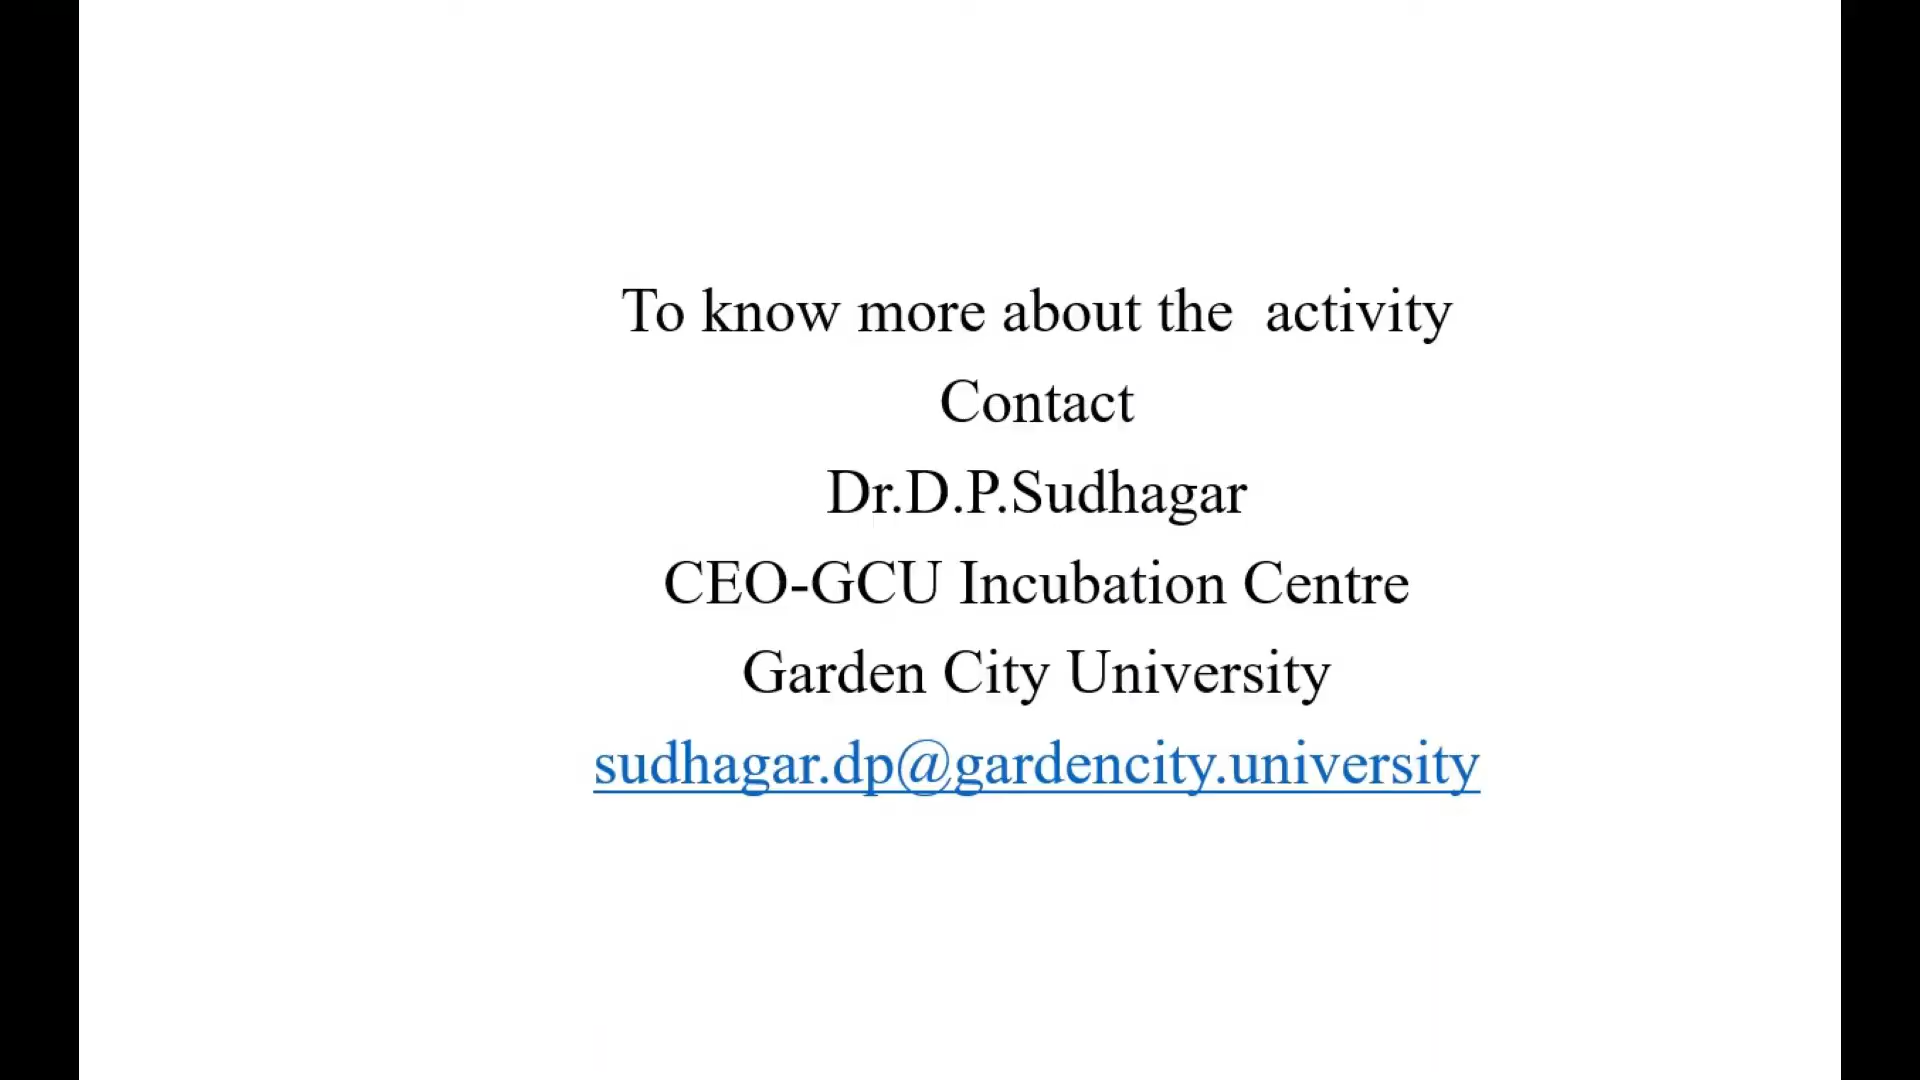 To know more about the  activity
Contact
Dr.D.P.Sudhagar
CEO-GCU Incubation Centre
Garden City University
sudhagar.dp@gardencity.university